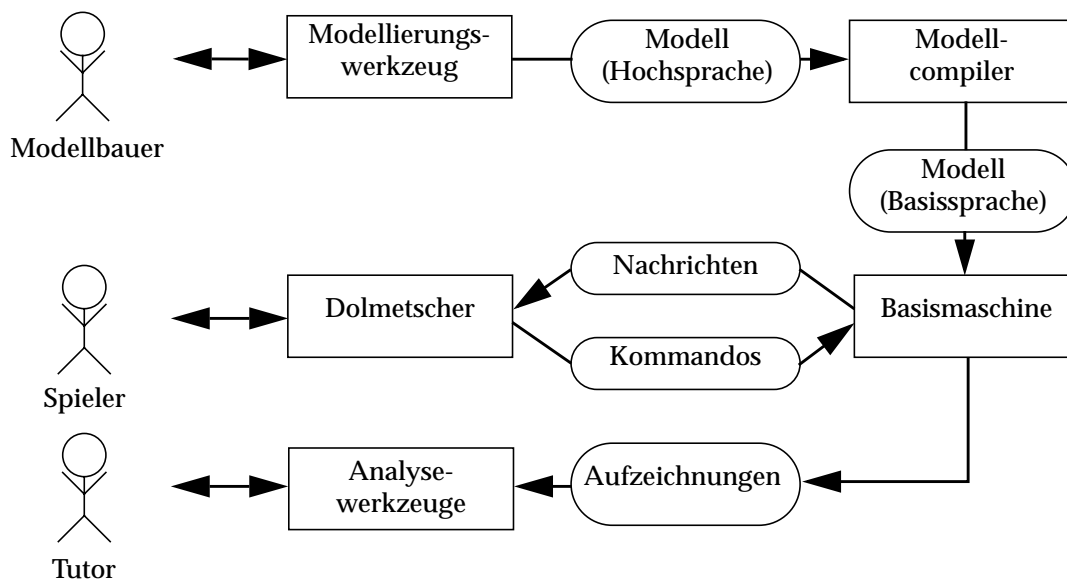 Modellierungs-
werkzeug
Modell
(Hochsprache)
Modell-
compiler
Modellbauer
Modell
(Basissprache)
Nachrichten
Dolmetscher
Basismaschine
Kommandos
Spieler
Analyse-
werkzeuge
Aufzeichnungen
Tutor